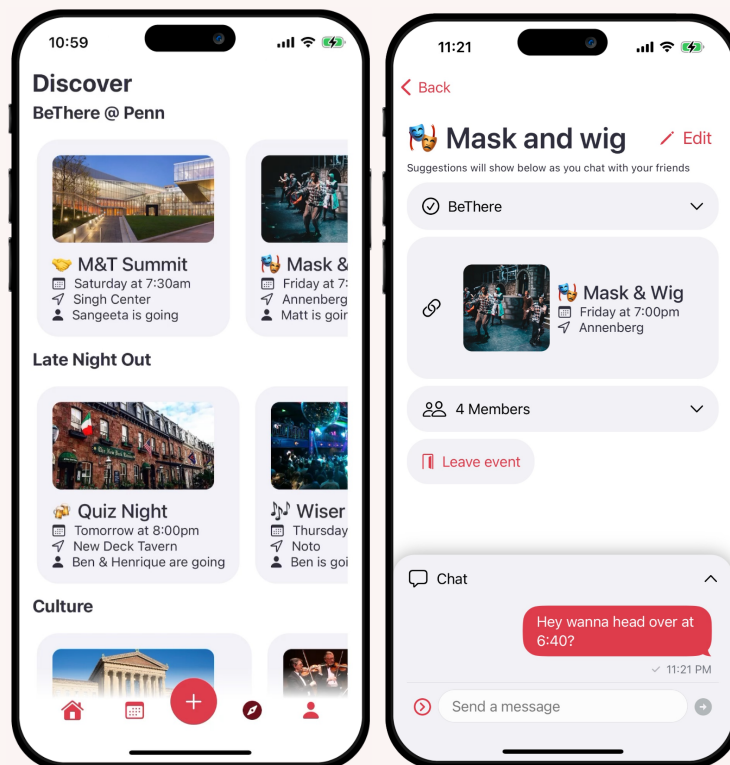 10:59
Discover
BeThere @ Penn
🤝 M&T Summit
Saturday at 7:30am
Singh Center
Sangeeta is going
🎭 Mask &
Friday at 7:
Annenberg
Matt is goin
Late Night Out
🍻 Quiz Night
Tomorrow at 8:00pm
New Deck Tavern
Ben & Henrique are going
🎶 Wiser
Thursday
Noto
Ben is goi
Culture
11:21
Back
🎭 Mask and wig
Edit
Suggestions will show below as you chat with your friends
BeThere
🎭 Mask & Wig
Friday at 7:00pm
Annenberg
4 Members
Leave event
Chat
Hey wanna head over at
6:40?
✓ 11:21 PM
Send a message